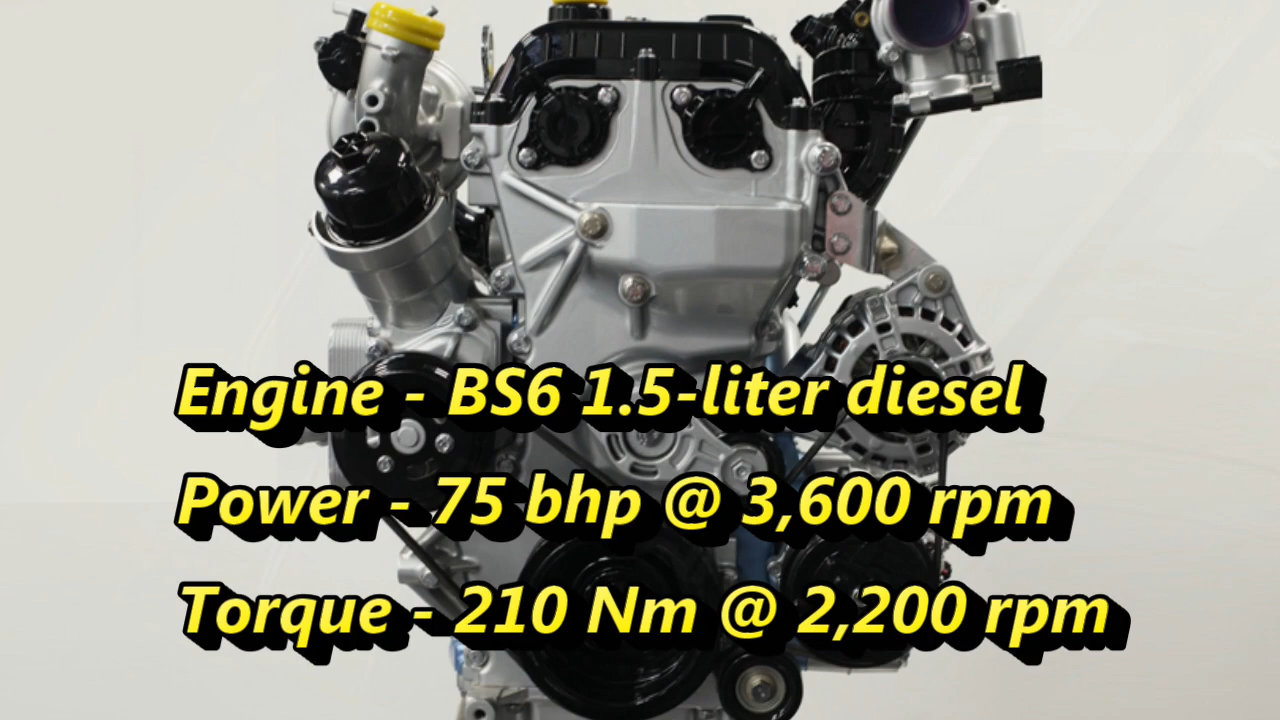 Engine - BS6 1.5-liter diesel
Power - 75 bhp @ 3,600 rpm
Torque - 210 Nm @ 2,200 rpm